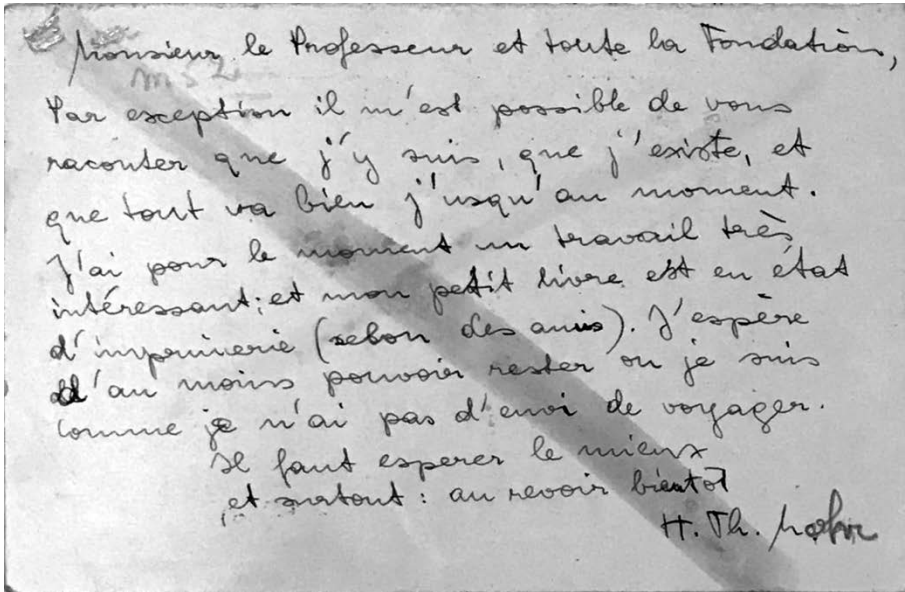 Monsieur le Professeur et toute la Fondation,
Par exception il m'est possible de vous
raconter que j'y suis, que j'existe, et
que tout va bien j'usqu'au moment.
J'ai pour le moment un travail très
intéressant; et mon petit livre est en état
d'imprimerie (selon des amis). J'espère
d'au moins pouvoir rester ou je suis
comme je n'ai pas d'envi de voyager.
Il faut esperer le mieux
et surtout: au revoir bientôt
H. Th.